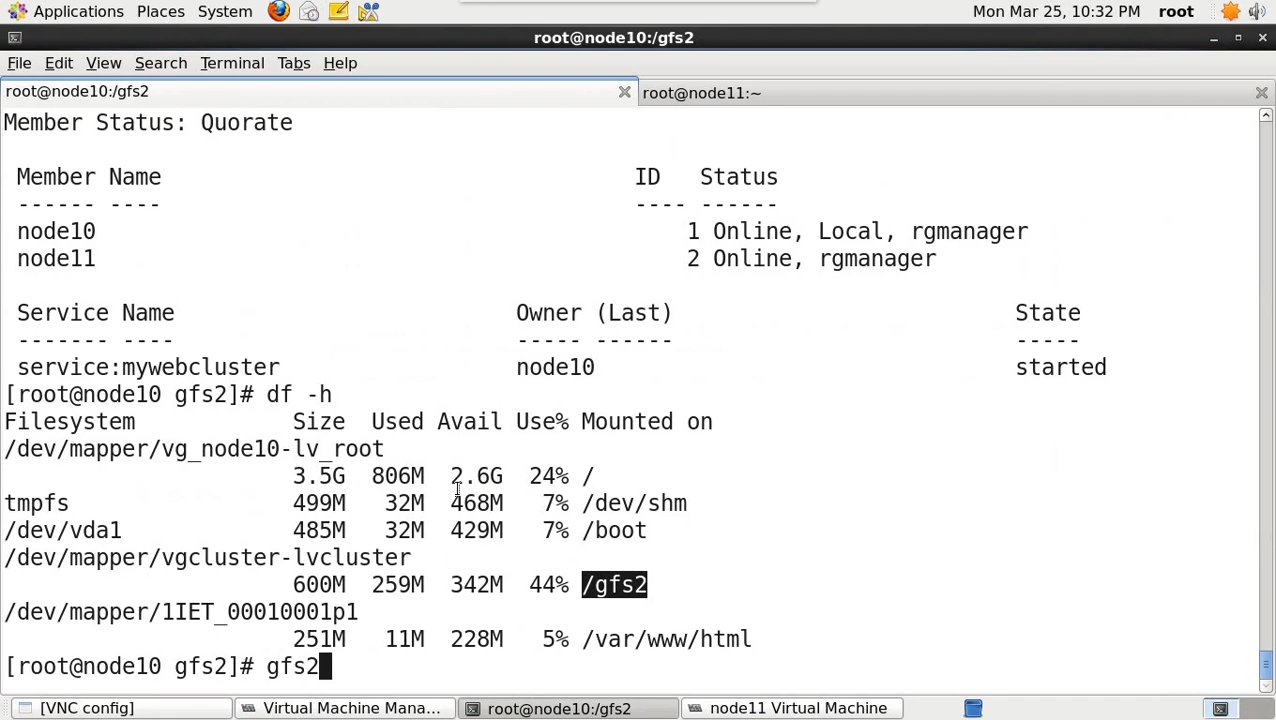 Applications Places System Mon Mar 25, 10:32 PM root
root@node10:/gfs2
File Edit View Search Terminal Tabs Help
root@node10:/gfs2 root@node11:~
Member Status: Quorate
Member Name ID Status
------ ---- ---- ------
node10 1 Online, Local, rgmanager
node11 2 Online, rgmanager
Service Name Owner (Last) State
------- ---- ----- ------ -----
service:mywebcluster node10 started
[root@node10 gfs2]# df -h
Filesystem Size Used Avail Use% Mounted on
/dev/mapper/vg_node10-lv_root
3.5G 806M 2.6G 24% /
tmpfs 499M 32M 468M 7% /dev/shm
/dev/vda1 485M 32M 429M 7% /boot
/dev/mapper/vgcluster-lvcluster
600M 259M 342M 44% /gfs2
/dev/mapper/1IET_00010001p1
251M 11M 228M 5% /var/www/html
[root@node10 gfs2]# gfs2
[VNC config] Virtual Machine Mana... root@node10:/gfs2 node11 Virtual Machine